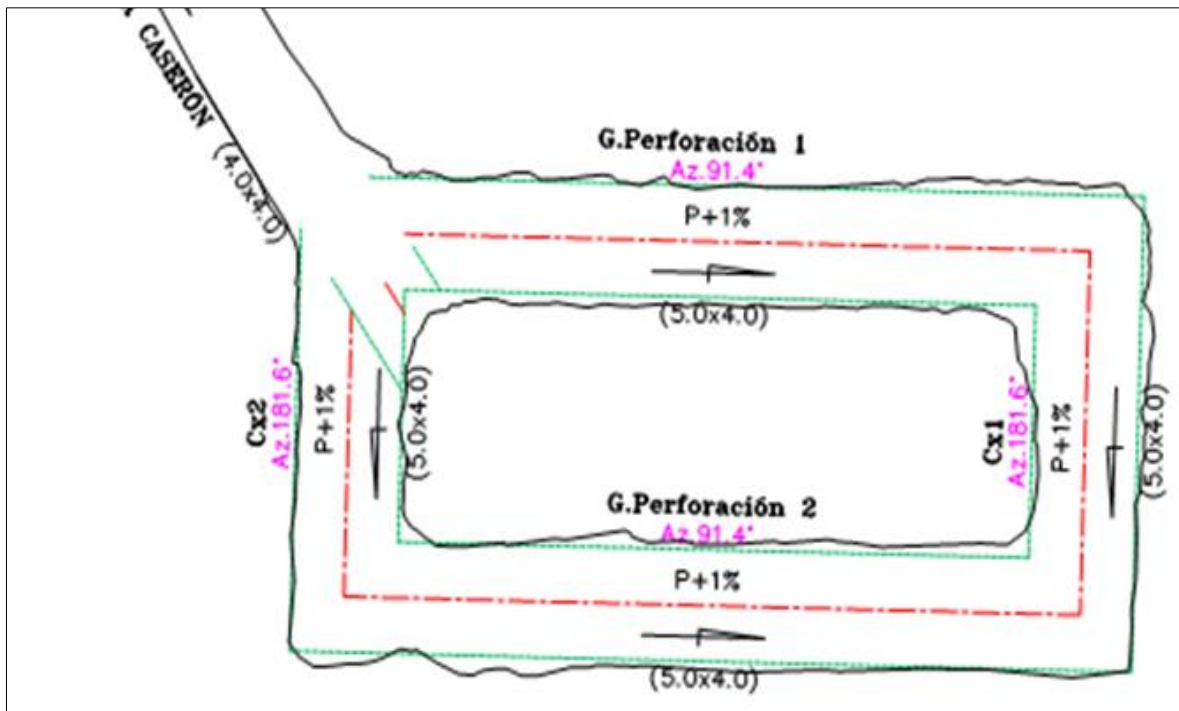 CASERON (4.0x4.0)
G.Perforación 1
Az.91.4°
P+1%
(5.0x4.0)
Cx2
Az.181.6°
P+1%
(5.0x4.0)
Cx1
Az.181.6°
P+1%
(5.0x4.0)
G.Perforación 2
Az.91.4°
P+1%
(5.0x4.0)